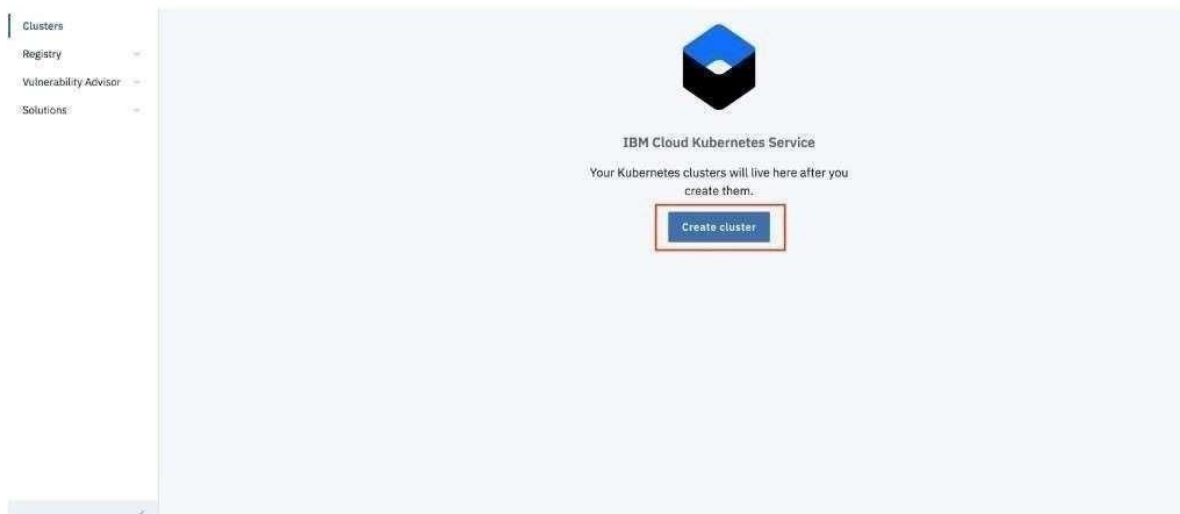 Clusters
Registry
Vulnerability Advisor
Solutions
IBM Cloud Kubernetes Service
Your Kubernetes clusters will live here after you
create them.
Create cluster